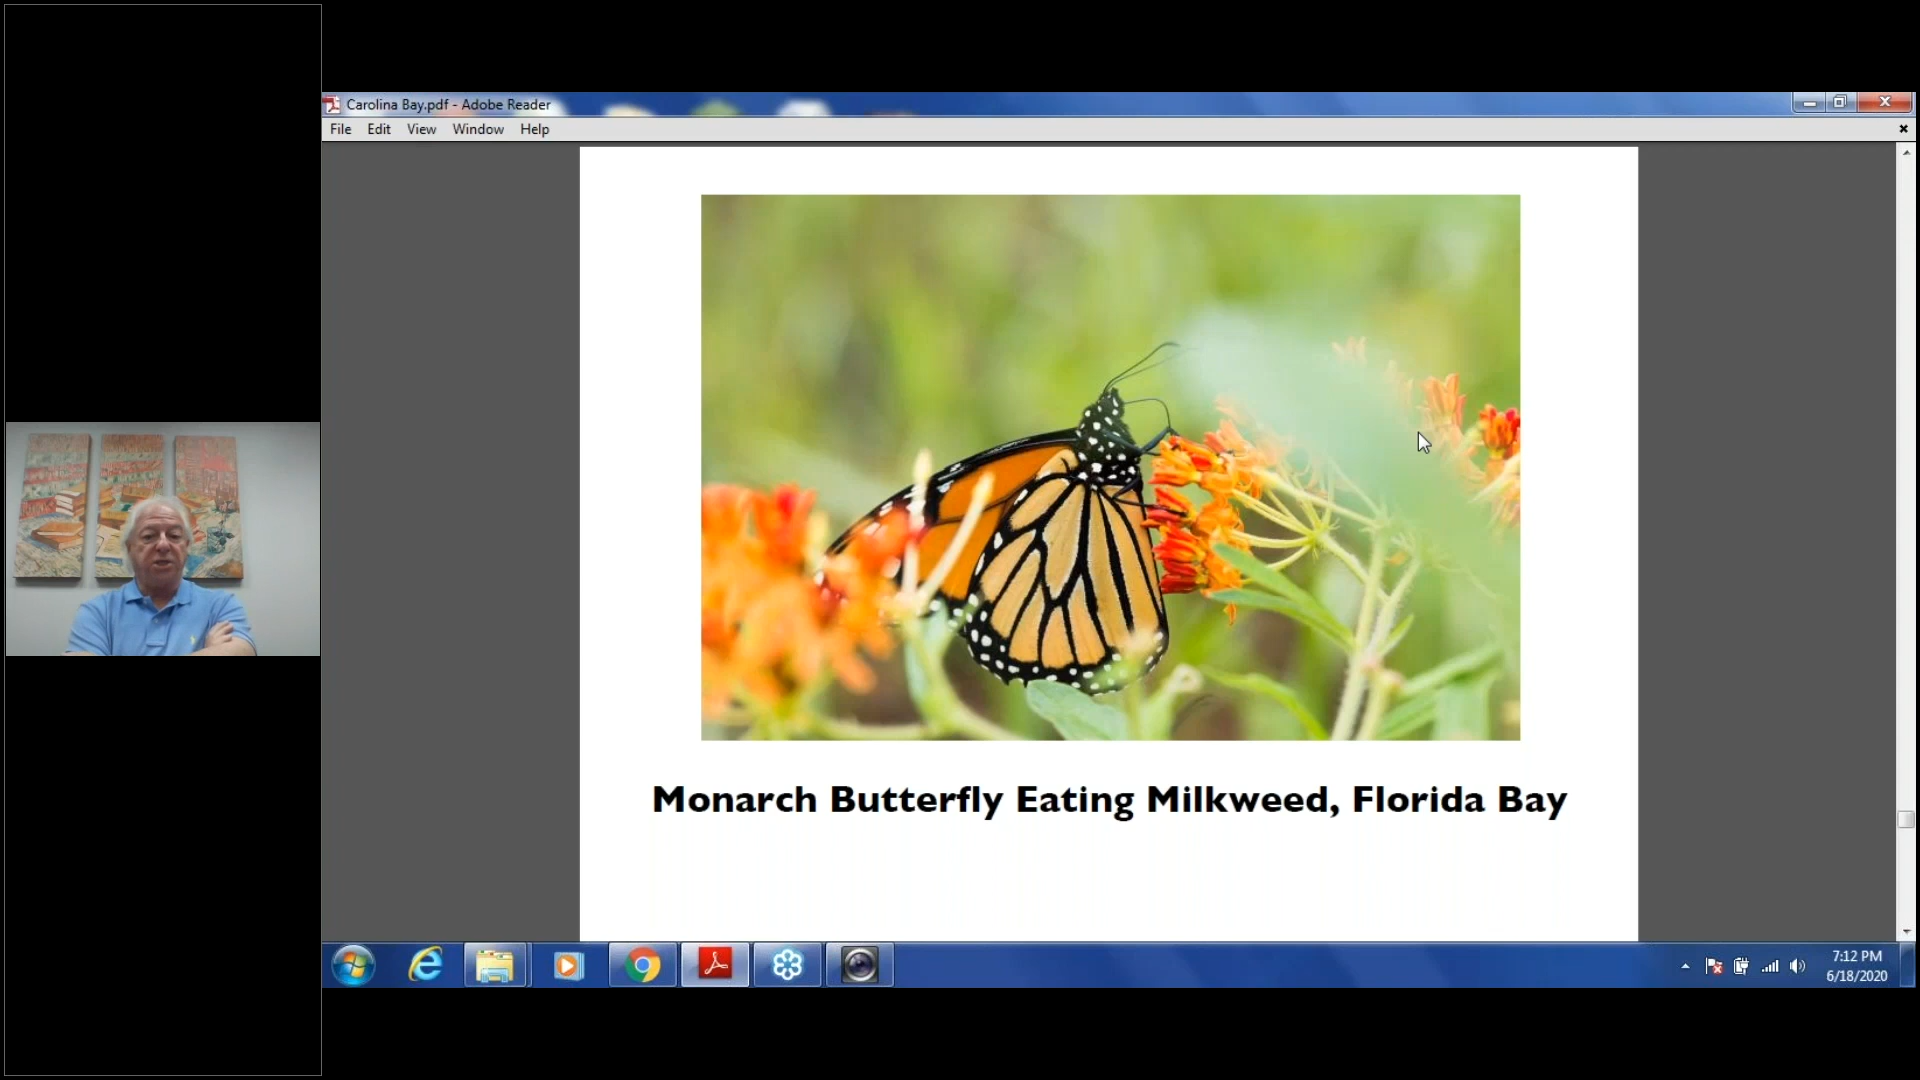 Carolina Bay.pdf - Adobe Reader
File Edit View Window Help
Monarch Butterfly Eating Milkweed, Florida Bay
7:12 PM
6/18/2020